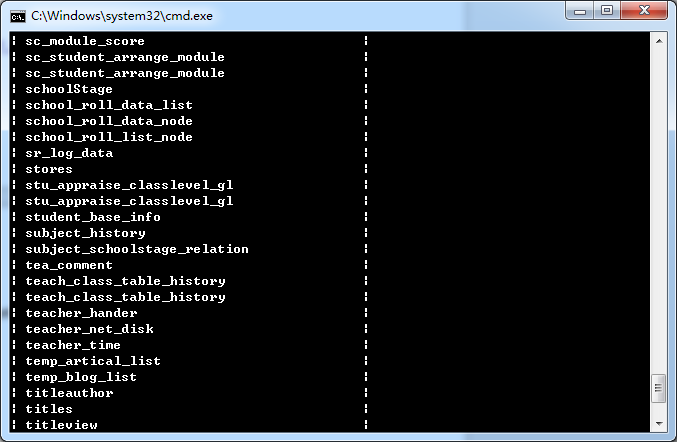 C:\Windows\system32\cmd.exe
¦ sc_module_score ¦
¦ sc_student_arrange_module ¦
¦ sc_student_arrange_module ¦
¦ schoolStage ¦
¦ school_roll_data_list ¦
¦ school_roll_data_node ¦
¦ school_roll_list_node ¦
¦ sr_log_data ¦
¦ stores ¦
¦ stu_appraise_classlevel_gl ¦
¦ stu_appraise_classlevel_gl ¦
¦ student_base_info ¦
¦ subject_history ¦
¦ subject_schoolstage_relation ¦
¦ tea_comment ¦
¦ teach_class_table_history ¦
¦ teach_class_table_history ¦
¦ teacher_hander ¦
¦ teacher_net_disk ¦
¦ teacher_time ¦
¦ temp_artical_list ¦
¦ temp_blog_list ¦
¦ titleauthor ¦
¦ titles ¦
¦ titleview ¦